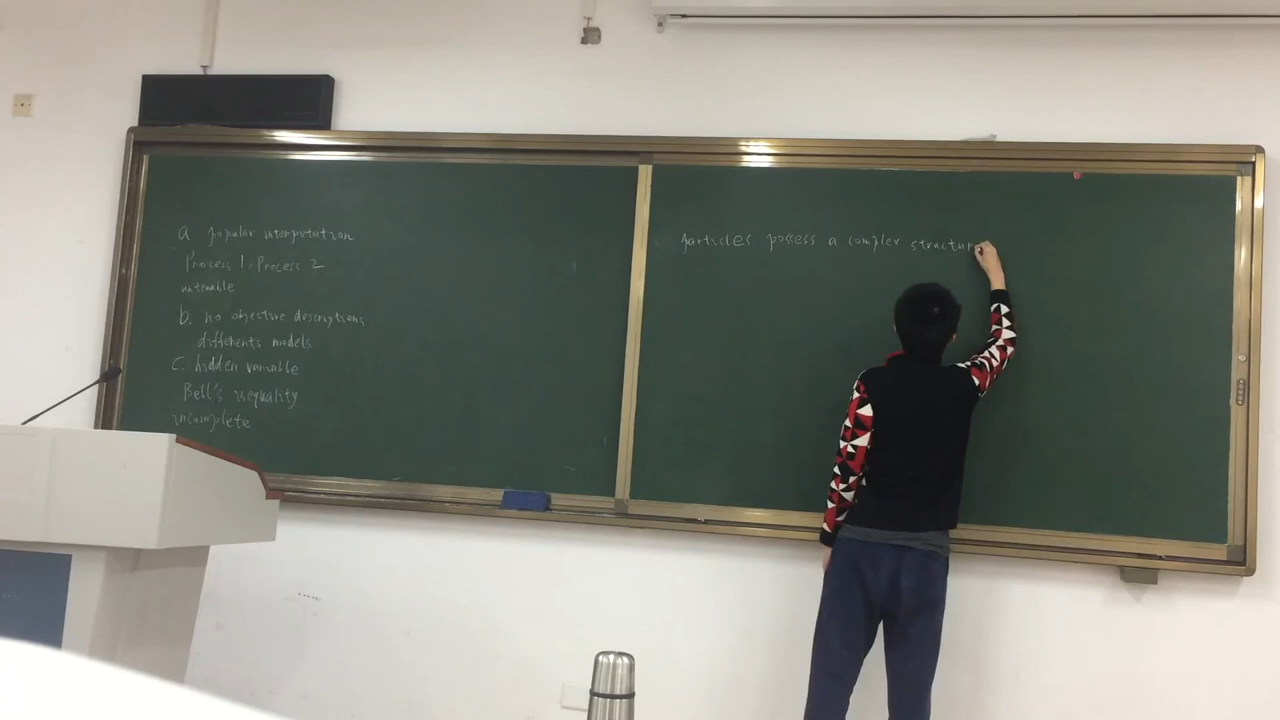 a popular interpretation
Process 1, Process 2
untenable
b. no objective descriptions
differents models
c. hidden variable
Bell's inequality
incomplete
particles possess a complex structure